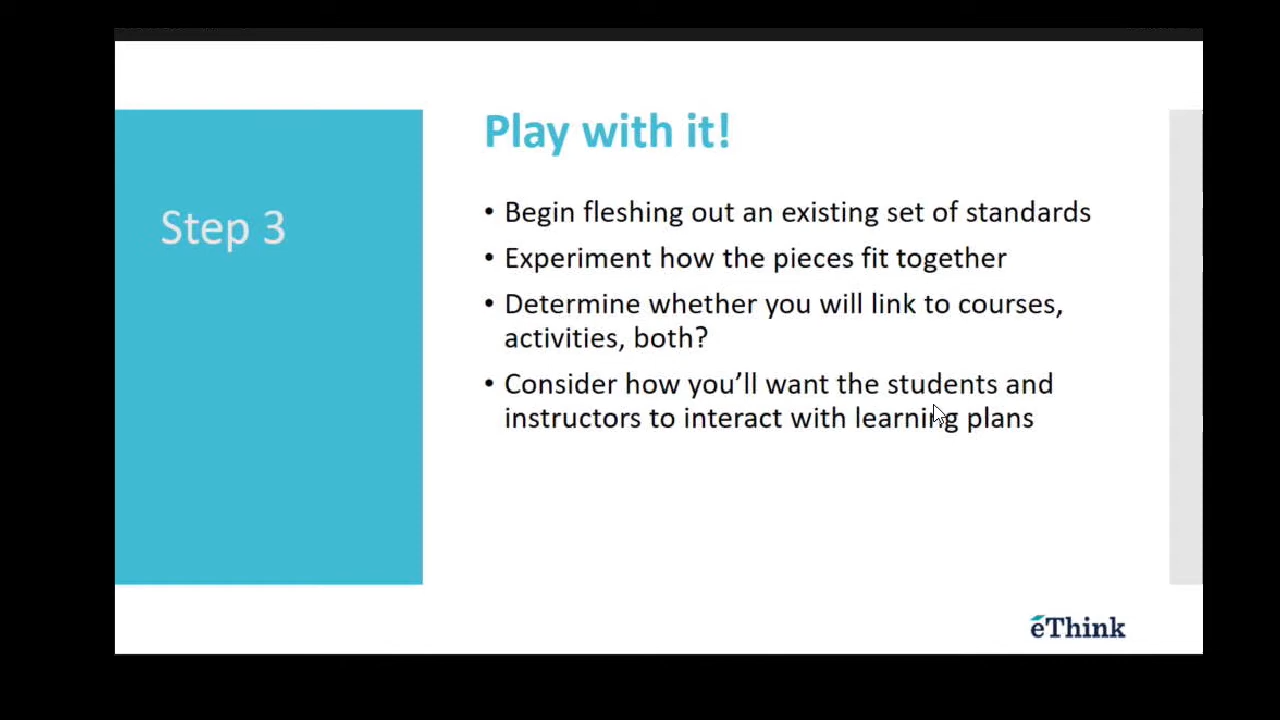 Step 3
Play with it!
• Begin fleshing out an existing set of standards
• Experiment how the pieces fit together
• Determine whether you will link to courses,
activities, both?
• Consider how you’ll want the students and
instructors to interact with learning plans
eThink